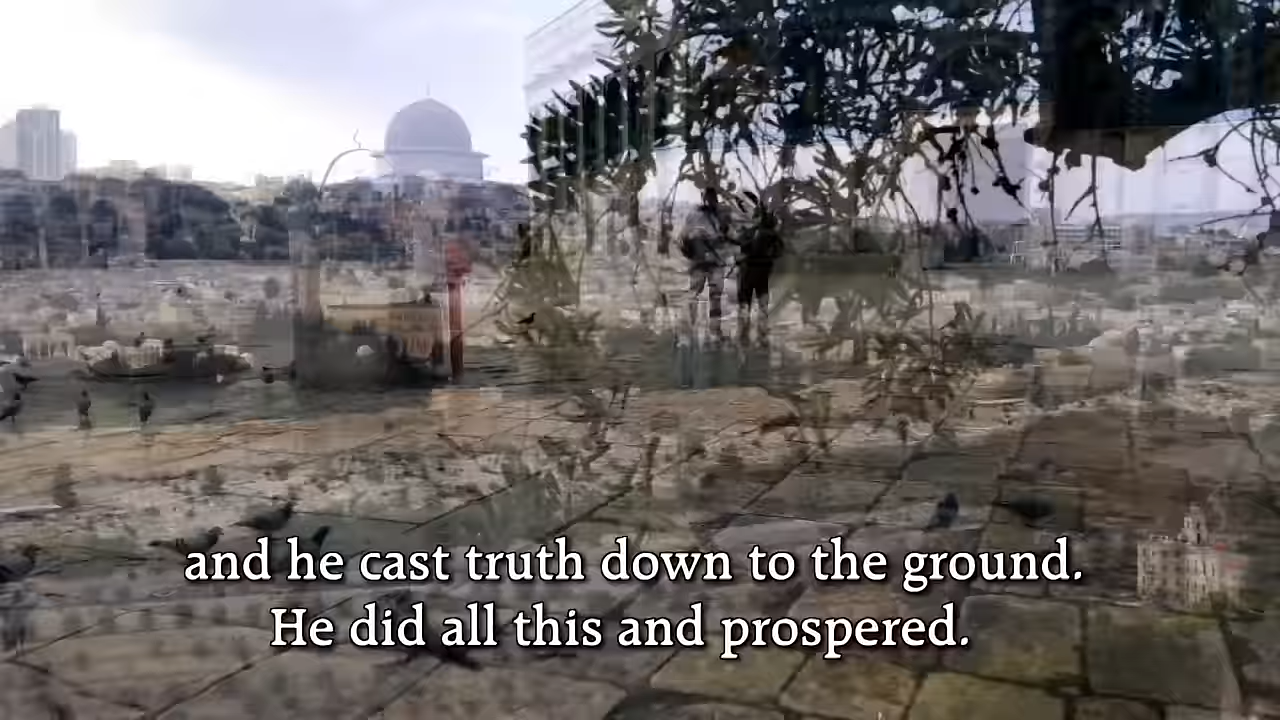 and he cast truth down to the ground.
He did all this and prospered.